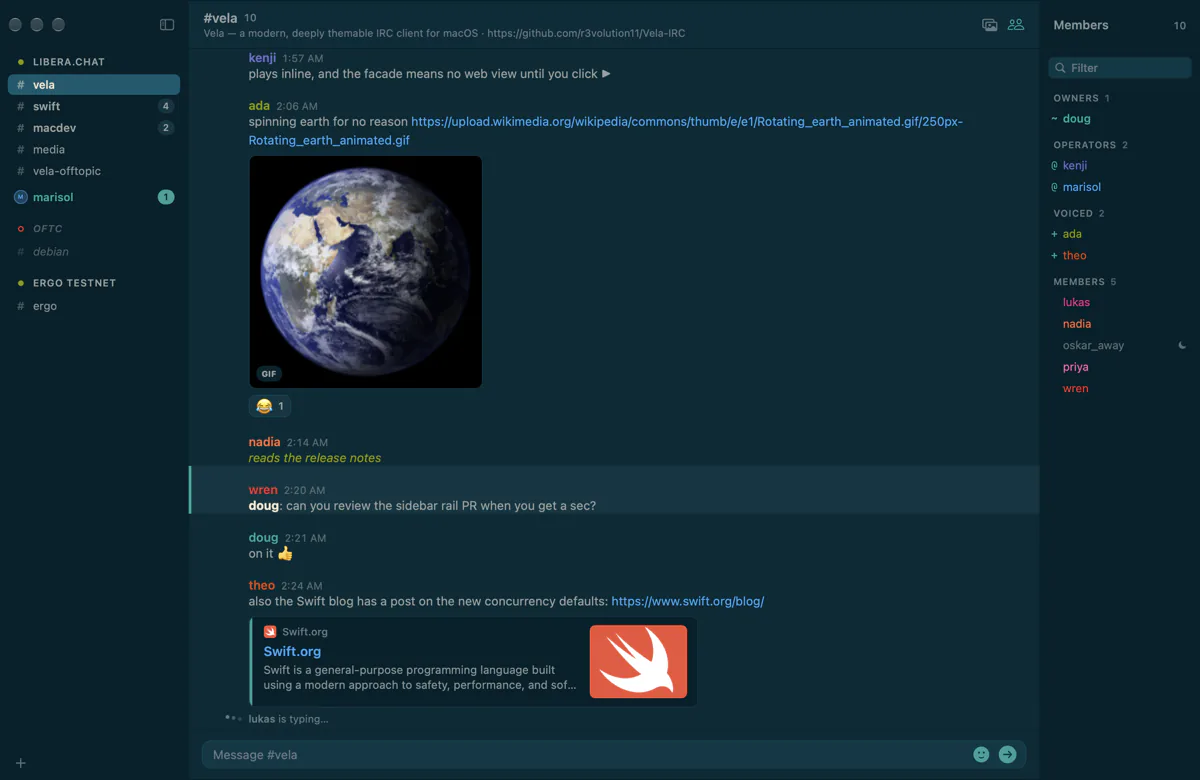 LIBERA.CHAT
# vela
# swift 4
# macdev 2
# media
# vela-offtopic
M marisol 1
OFTC
# debian
ERGO TESTNET
# ergo
+
#vela 10
Vela — a modern, deeply themable IRC client for macOS · https://github.com/r3volution11/Vela-IRC
kenji 1:57 AM
plays inline, and the facade means no web view until you click ▶
ada 2:06 AM
spinning earth for no reason https://upload.wikimedia.org/wikipedia/commons/thumb/e/e1/Rotating_earth_animated.gif/250px-
Rotating_earth_animated.gif
GIF
😂 1
nadia 2:14 AM
reads the release notes
wren 2:20 AM
doug: can you review the sidebar rail PR when you get a sec?
doug 2:21 AM
on it 👍
theo 2:24 AM
also the Swift blog has a post on the new concurrency defaults: https://www.swift.org/blog/
Swift.org
Swift.org
Swift is a general-purpose programming language built
using a modern approach to safety, performance, and sof...
lukas is typing...
Message #vela
Members 10
Filter
OWNERS 1
~ doug
OPERATORS 2
@ kenji
@ marisol
VOICED 2
+ ada
+ theo
MEMBERS 5
lukas
nadia
oskar_away
priya
wren